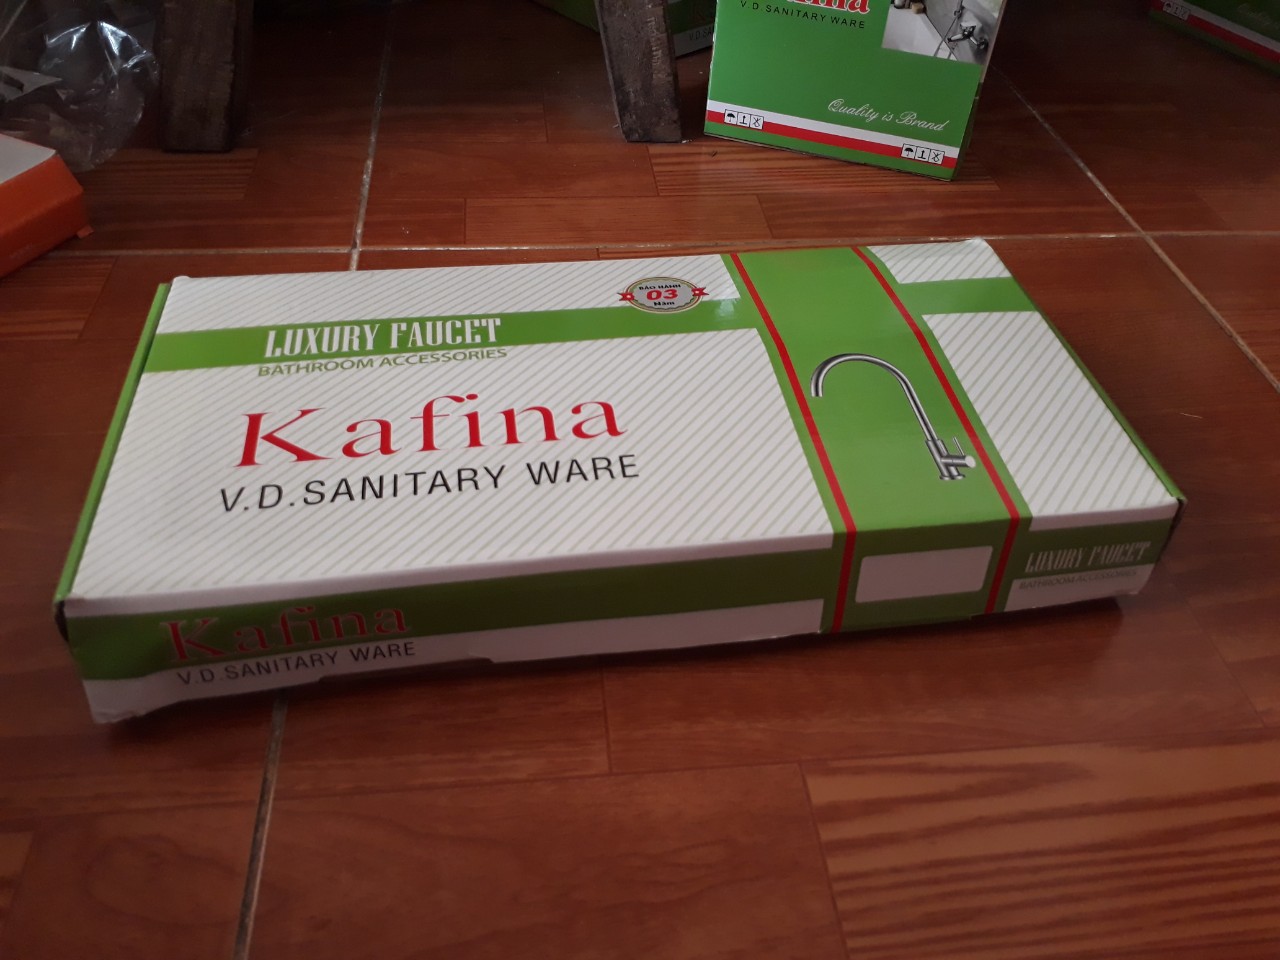 V.D.SANITARY WARE
Quality is Brand
BẢO HÀNH
03
Năm
LUXURY FAUCET
BATHROOM ACCESSORIES
Kafina
V.D.SANITARY WARE
LUXURY FAUCET
BATHROOM ACCESSORIES
Kafina
V.D.SANITARY WARE